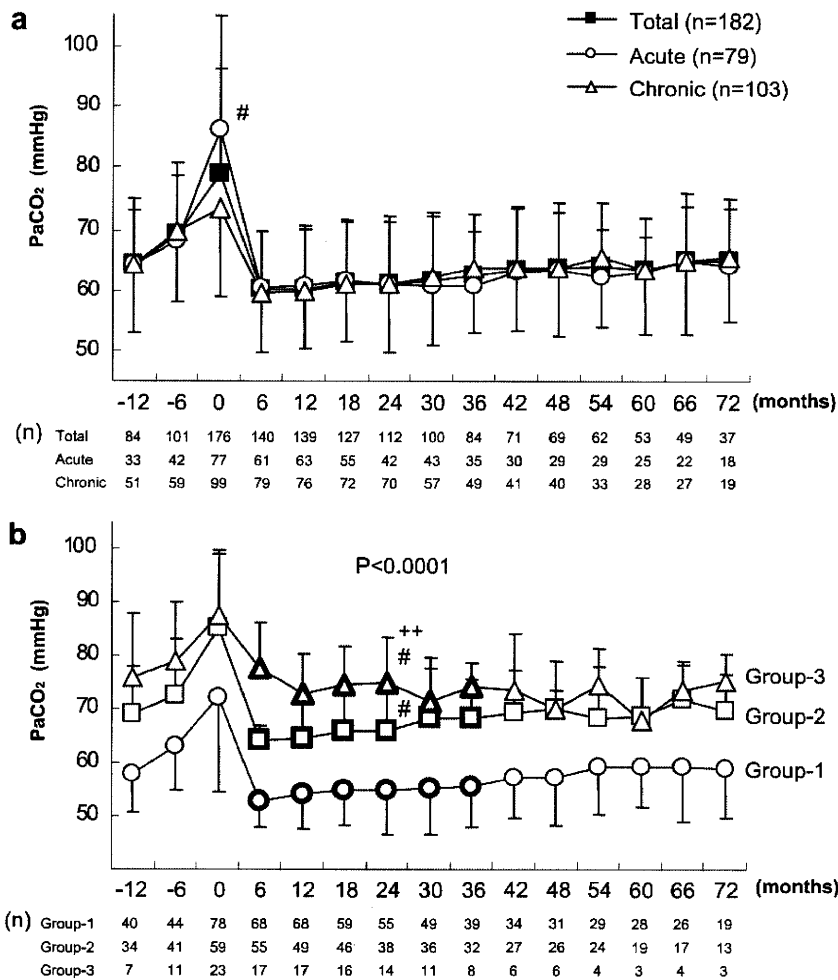 a
Total (n=182)
Acute (n=79)
Chronic (n=103)
PaCO₂ (mmHg)
100
90
80
70
60
50
#
-12 -6 0 6 12 18 24 30 36 42 48 54 60 66 72 (months)
(n) Total 84 101 176 140 139 127 112 100 84 71 69 62 53 49 37
Acute 33 42 77 61 63 55 42 43 35 30 29 29 25 22 18
Chronic 51 59 99 79 76 72 70 57 49 41 40 33 28 27 19
b
P<0.0001
PaCO₂ (mmHg)
100
90
80
70
60
50
++
#
#
Group-3
Group-2
Group-1
-12 -6 0 6 12 18 24 30 36 42 48 54 60 66 72 (months)
(n) Group-1 40 44 78 68 68 59 55 49 39 34 31 29 28 26 19
Group-2 34 41 59 55 49 46 38 36 32 27 26 24 19 17 13
Group-3 7 11 23 17 17 16 14 11 8 6 6 4 3 4 3